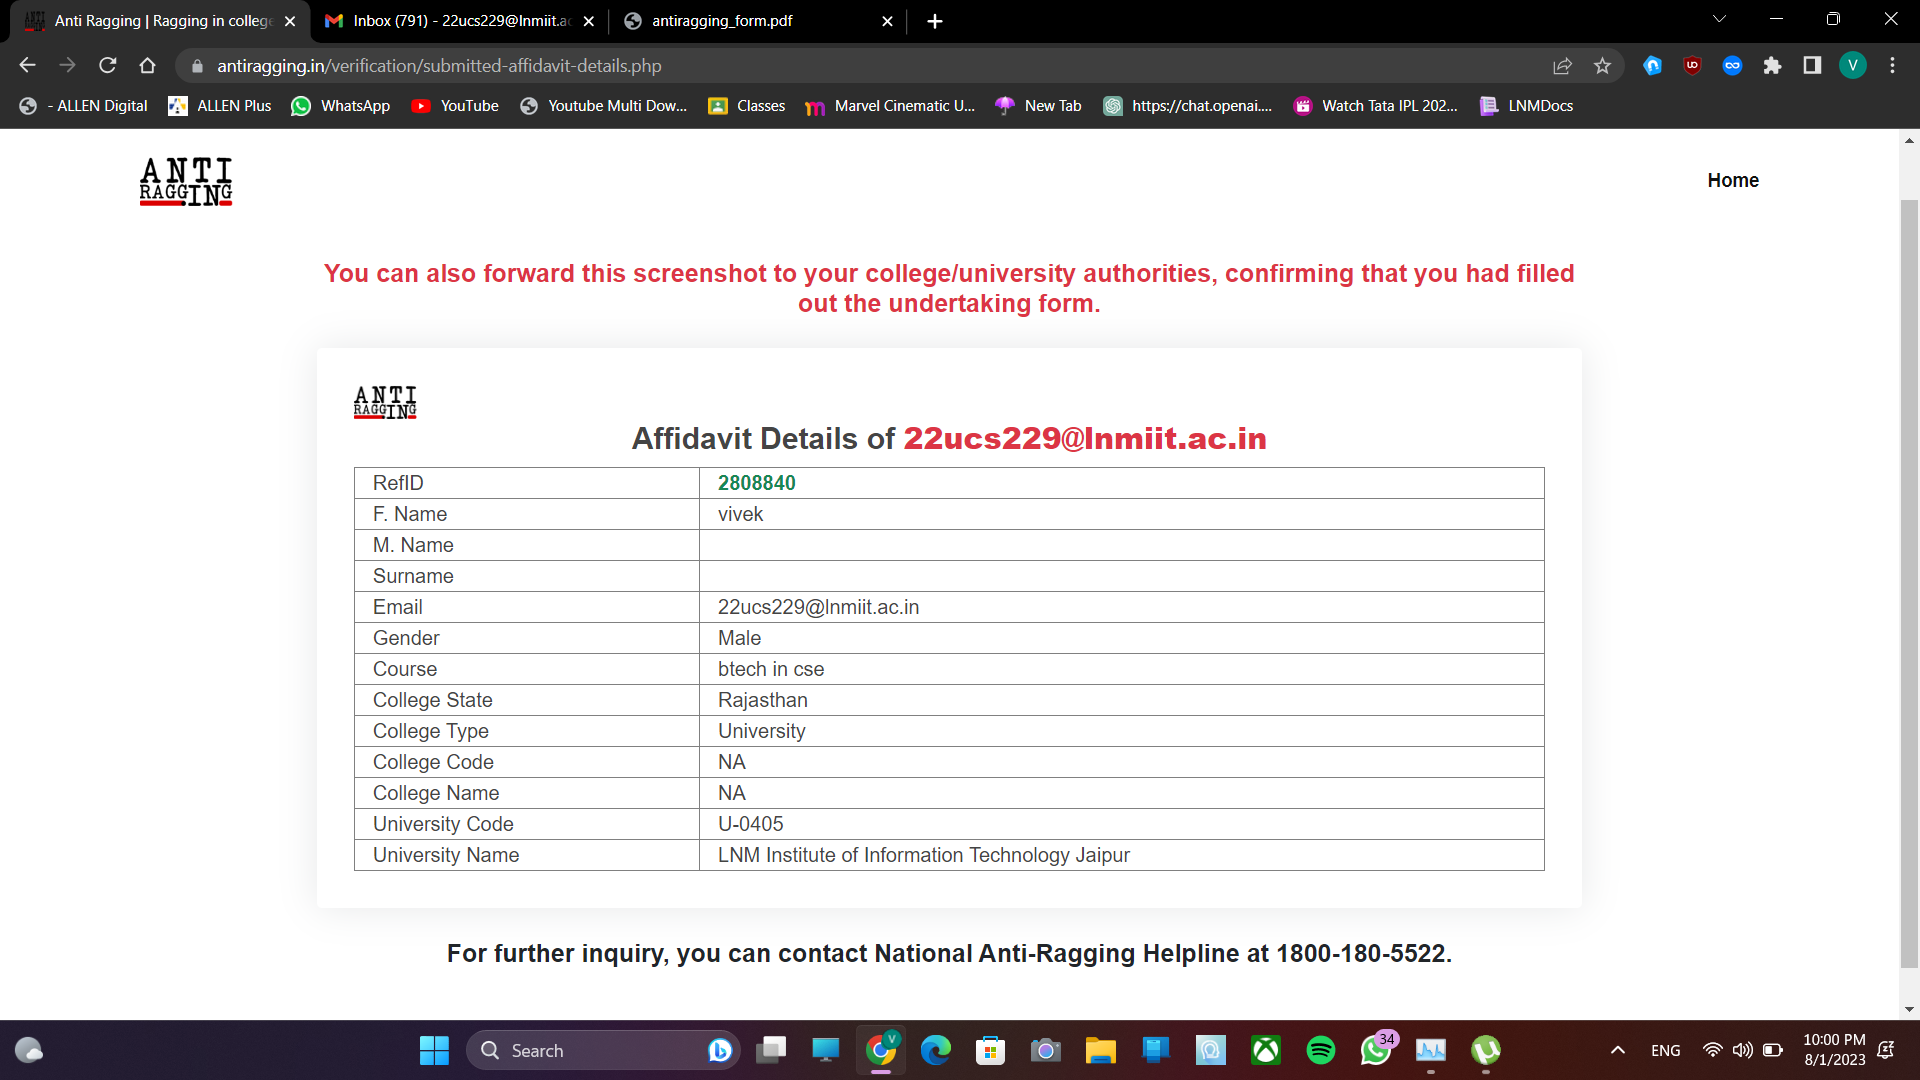 Anti Ragging | Ragging in college
Inbox (791) - 22ucs229@lnmiit.ac
antiragging_form.pdf
antiragging.in/verification/submitted-affidavit-details.php
V
- ALLEN Digital
ALLEN Plus
WhatsApp
YouTube
Youtube Multi Dow...
Classes
Marvel Cinematic U...
New Tab
https://chat.openai....
Watch Tata IPL 202...
LNMDocs
ANTI
RAGGING
Home
You can also forward this screenshot to your college/university authorities, confirming that you had filled
out the undertaking form.
ANTI
RAGGING
Affidavit Details of 22ucs229@lnmiit.ac.in
RefID 2808840
F. Name vivek
M. Name
Surname
Email 22ucs229@lnmiit.ac.in
Gender Male
Course btech in cse
College State Rajasthan
College Type University
College Code NA
College Name NA
University Code U-0405
University Name LNM Institute of Information Technology Jaipur
For further inquiry, you can contact National Anti-Ragging Helpline at 1800-180-5522.
Search
V
34
ENG
10:00 PM
8/1/2023